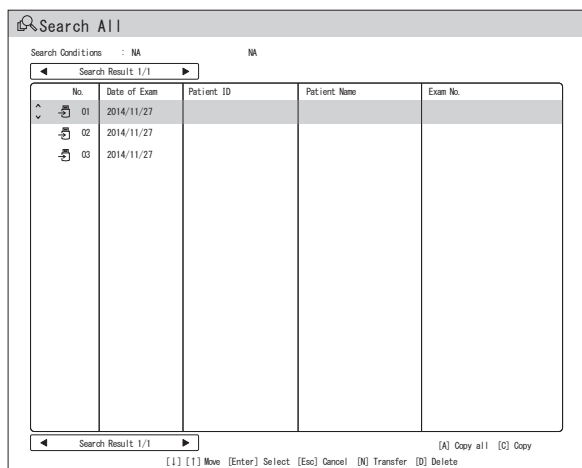 Search All
Search Conditions : NA NA
Search Result 1/1
No. Date of Exam Patient ID Patient Name Exam No.
01 2014/11/27
02 2014/11/27
03 2014/11/27
Search Result 1/1
[A] Copy all [C] Copy
[↓] [↑] Move [Enter] Select [Esc] Cancel [N] Transfer [D] Delete